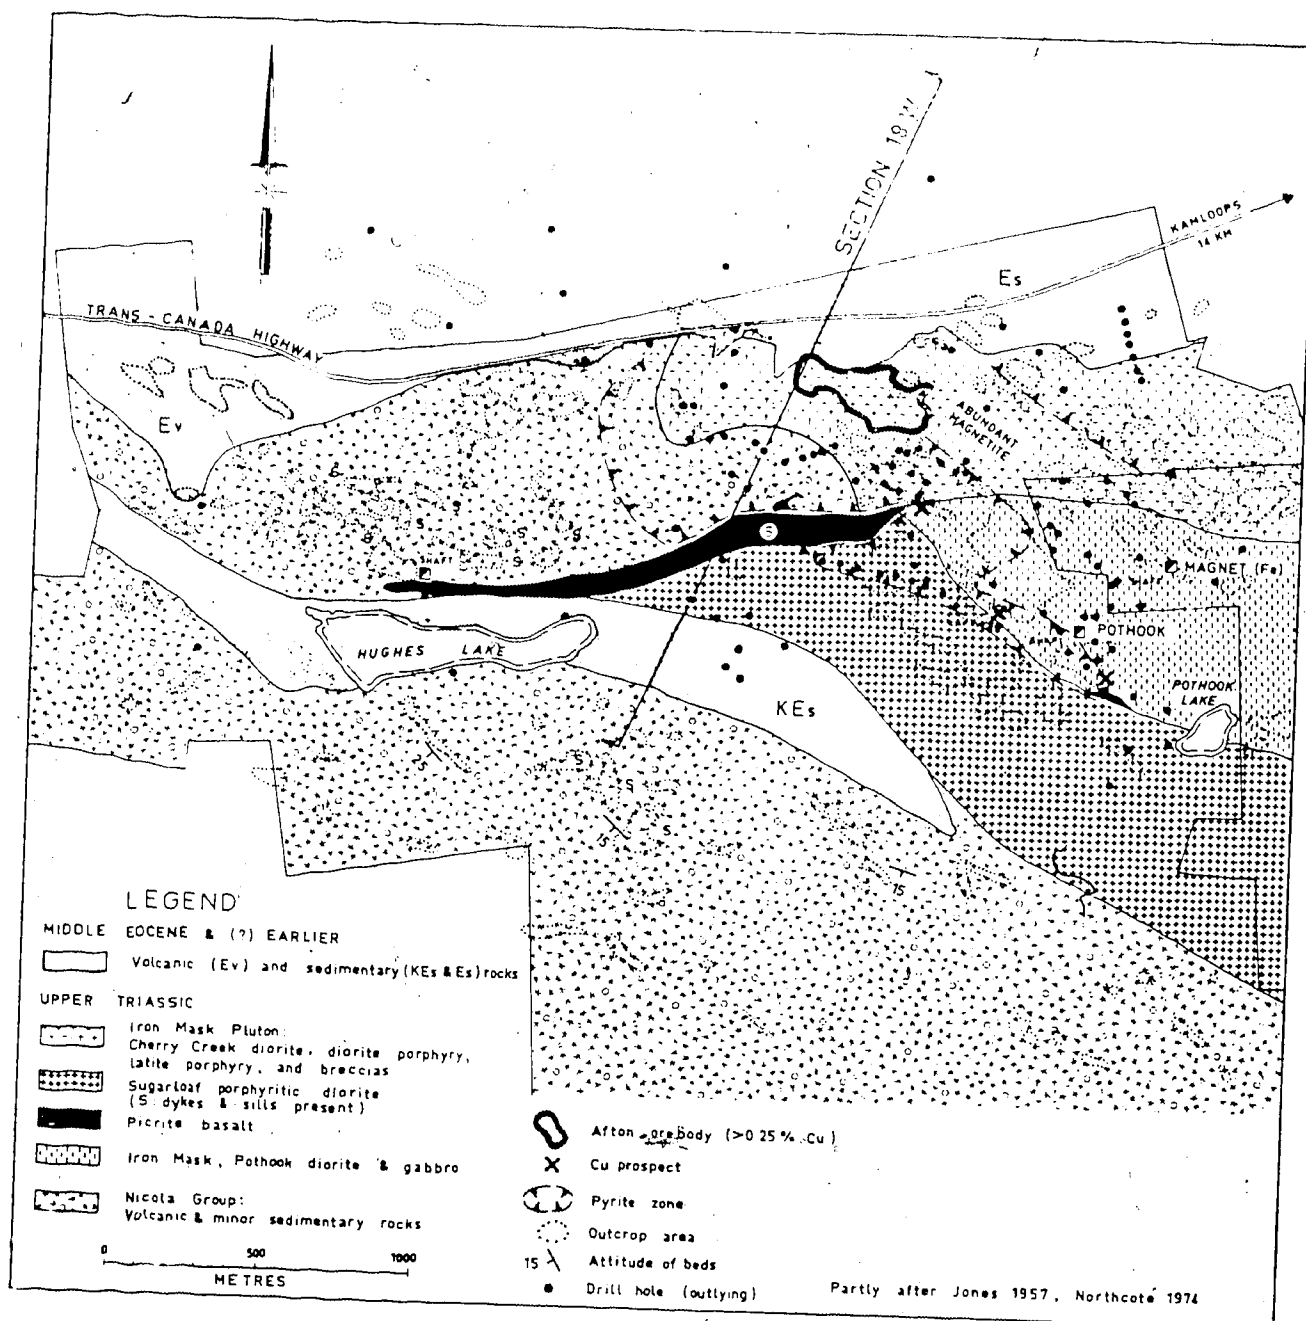 SECTION 18 W
KAMLOOPS
14 KM
Es
TRANS - CANADA HIGHWAY
Ev
ABUNDANT
MAGNETITE
S
S
S
S
S
S
SHAFT
MAGNET (Fe)
POTHOOK
POTHOOK
LAKE
HUGHES LAKE
KEs
25
S
S
S
15
15
LEGEND
MIDDLE EOCENE & (?) EARLIER
Volcanic (Ev) and sedimentary (KEs & Es) rocks
UPPER TRIASSIC
Iron Mask Pluton:
Cherry Creek diorite, diorite porphyry,
latite porphyry, and breccias
Sugarloaf porphyritic diorite
(S: dykes & sills present)
Picrite basalt
Iron Mask, Pothook diorite & gabbro
Nicola Group:
Volcanic & minor sedimentary rocks
0 500 1000
METRES
Afton orebody (>0.25% Cu)
Cu prospect
Pyrite zone
Outcrop area
15 Attitude of beds
Drill hole (outlying)
Partly after Jones 1957, Northcote 1974